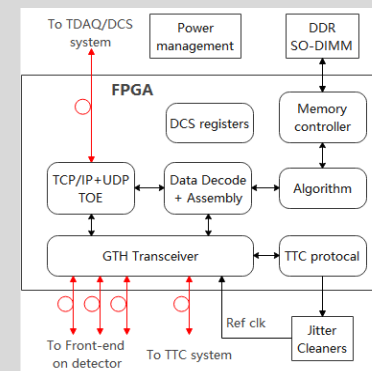 To TDAQ/DCS
system
Power
management
DDR
SO-DIMM
FPGA
DCS registers
Memory
controller
TCP/IP+UDP
TOE
Data Decode
+ Assembly
Algorithm
GTH Transceiver
TTC protocal
To Front-end
on detector
To TTC system
Ref clk
Jitter
Cleaners